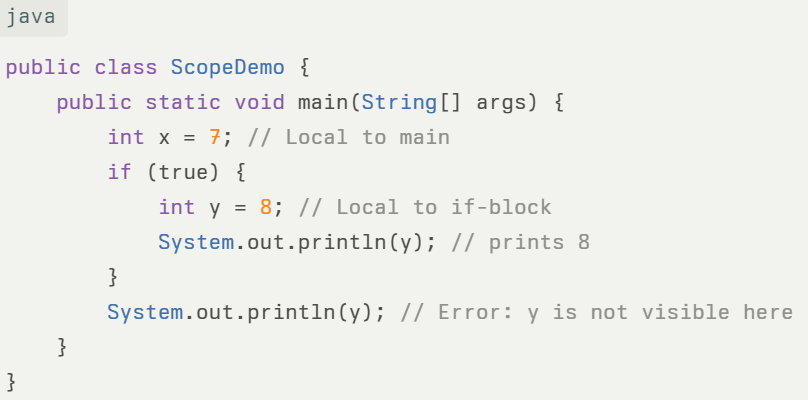 java
public class ScopeDemo {
    public static void main(String[] args) {
        int x = 7; // Local to main
        if (true) {
            int y = 8; // Local to if-block
            System.out.println(y); // prints 8
        }
        System.out.println(y); // Error: y is not visible here
    }
}